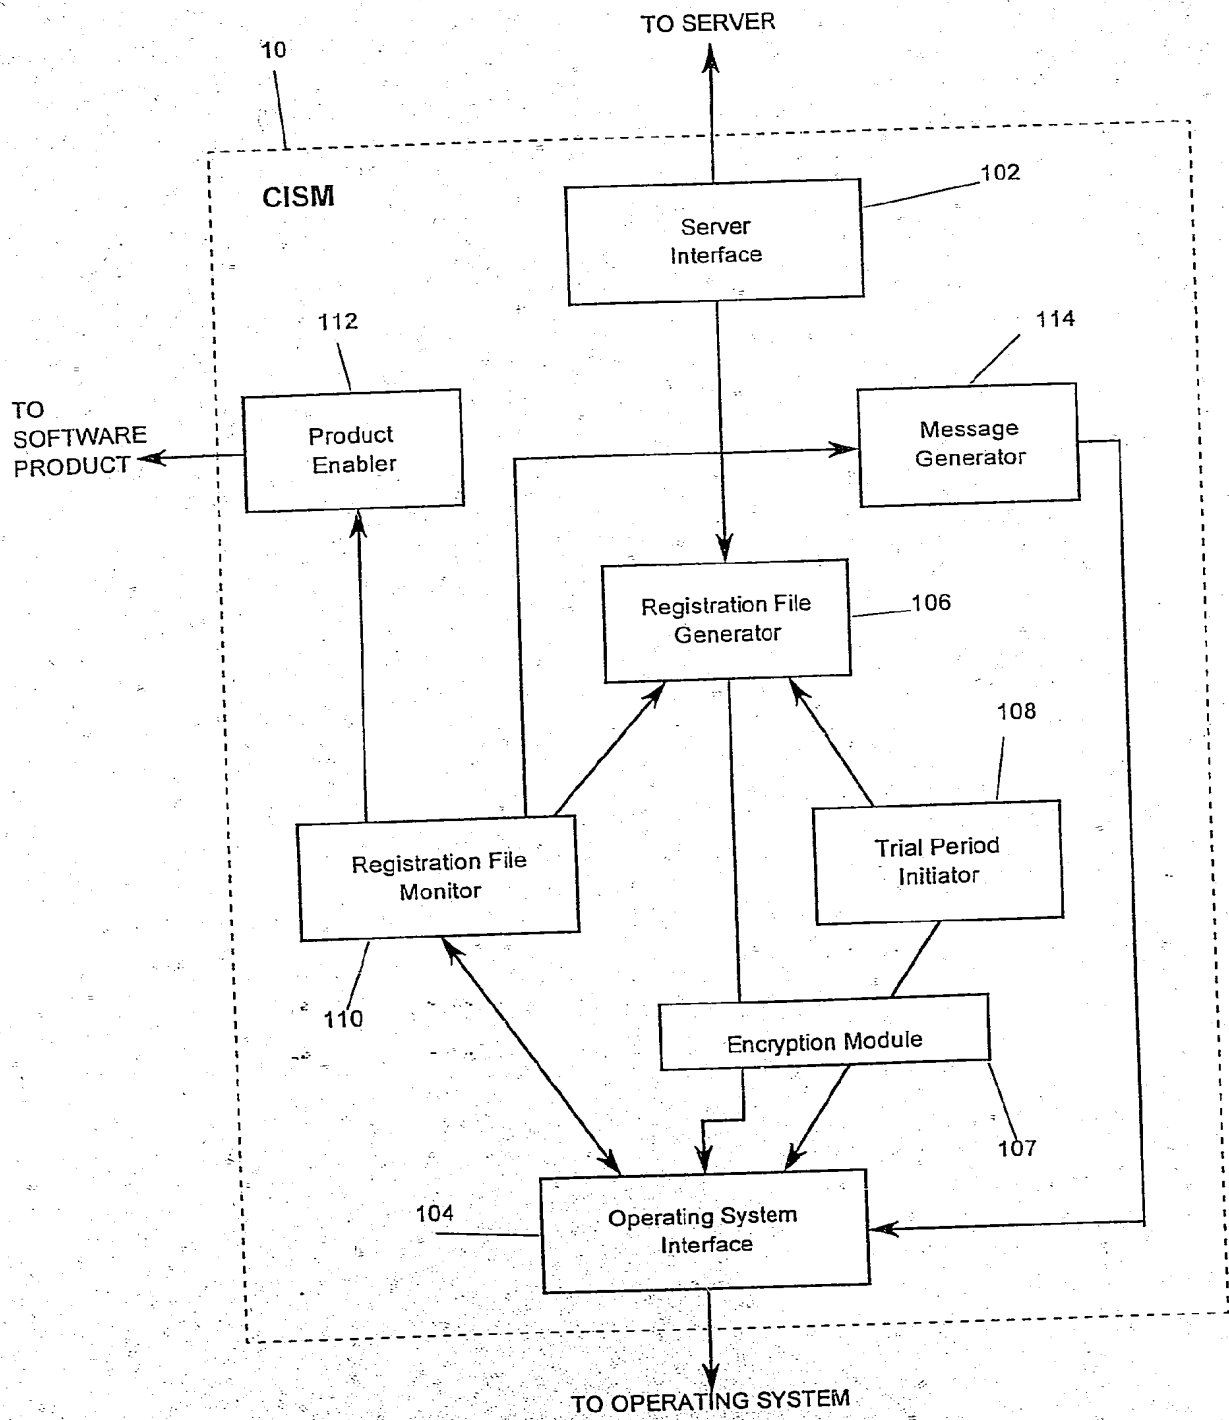 TO SERVER
10
CISM
102
Server
Interface
112
114
TO
SOFTWARE
PRODUCT
Product
Enabler
Message
Generator
Registration File
Generator
106
108
Registration File
Monitor
Trial Period
Initiator
110
Encryption Module
107
104
Operating System
Interface
TO OPERATING SYSTEM